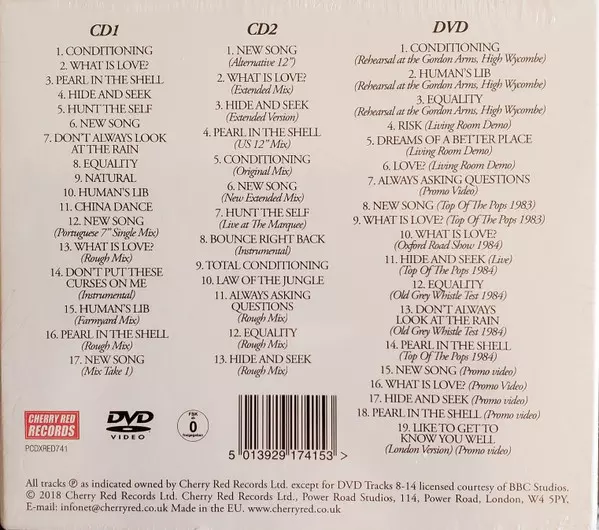 CD1
1. CONDITIONING
2. WHAT IS LOVE?
3. PEARL IN THE SHELL
4. HIDE AND SEEK
5. HUNT THE SELF
6. NEW SONG
7. DON'T ALWAYS LOOK
AT THE RAIN
8. EQUALITY
9. NATURAL
10. HUMAN'S LIB
11. CHINA DANCE
12. NEW SONG
(Portuguese 7" Single Mix)
13. WHAT IS LOVE?
(Rough Mix)
14. DON'T PUT THESE
CURSES ON ME
(Instrumental)
15. HUMAN'S LIB
(Farmyard Mix)
16. PEARL IN THE SHELL
(Rough Mix)
17. NEW SONG
(Mix Take 1)
CD2
1. NEW SONG
(Alternative 12")
2. WHAT IS LOVE?
(Extended Mix)
3. HIDE AND SEEK
(Extended Version)
4. PEARL IN THE SHELL
(US 12" Mix)
5. CONDITIONING
(Original Mix)
6. NEW SONG
(New Extended Mix)
7. HUNT THE SELF
(Live at The Marquee)
8. BOUNCE RIGHT BACK
(Instrumental)
9. TOTAL CONDITIONING
10. LAW OF THE JUNGLE
11. ALWAYS ASKING
QUESTIONS
(Rough Mix)
12. EQUALITY
(Rough Mix)
13. HIDE AND SEEK
(Rough Mix)
DVD
1. CONDITIONING
(Rehearsal at the Gordon Arms, High Wycombe)
2. HUMAN'S LIB
(Rehearsal at the Gordon Arms, High Wycombe)
3. EQUALITY
(Rehearsal at the Gordon Arms, High Wycombe)
4. RISK (Living Room Demo)
5. DREAMS OF A BETTER PLACE
(Living Room Demo)
6. LOVE? (Living Room Demo)
7. ALWAYS ASKING QUESTIONS
(Promo Video)
8. NEW SONG (Top Of The Pops 1983)
9. WHAT IS LOVE? (Top Of The Pops 1983)
10. WHAT IS LOVE?
(Oxford Road Show 1984)
11. HIDE AND SEEK (Live)
(Top Of The Pops 1984)
12. EQUALITY
(Old Grey Whistle Test 1984)
13. DON'T ALWAYS
LOOK AT THE RAIN
(Old Grey Whistle Test 1984)
14. PEARL IN THE SHELL
(Top Of The Pops 1984)
15. NEW SONG (Promo video)
16. WHAT IS LOVE? (Promo Video)
17. HIDE AND SEEK (Promo video)
18. PEARL IN THE SHELL (Promo video)
19. LIKE TO GET TO
KNOW YOU WELL
(London Version) (Promo video)
CHERRY RED
RECORDS
PCDXRED741
DVD
VIDEO
FSK
0
5 013929 174153 >
All tracks ℗ as indicated owned by Cherry Red Records Ltd. except for DVD Tracks 8-14 licensed courtesy of BBC Studios.
© 2018 Cherry Red Records Ltd. Cherry Red Records Ltd., Power Road Studios, 114, Power Road, London, W4 5PY.
E-mail: infonet@cherryred.co.uk Made in the EU. www.cherryred.co.uk